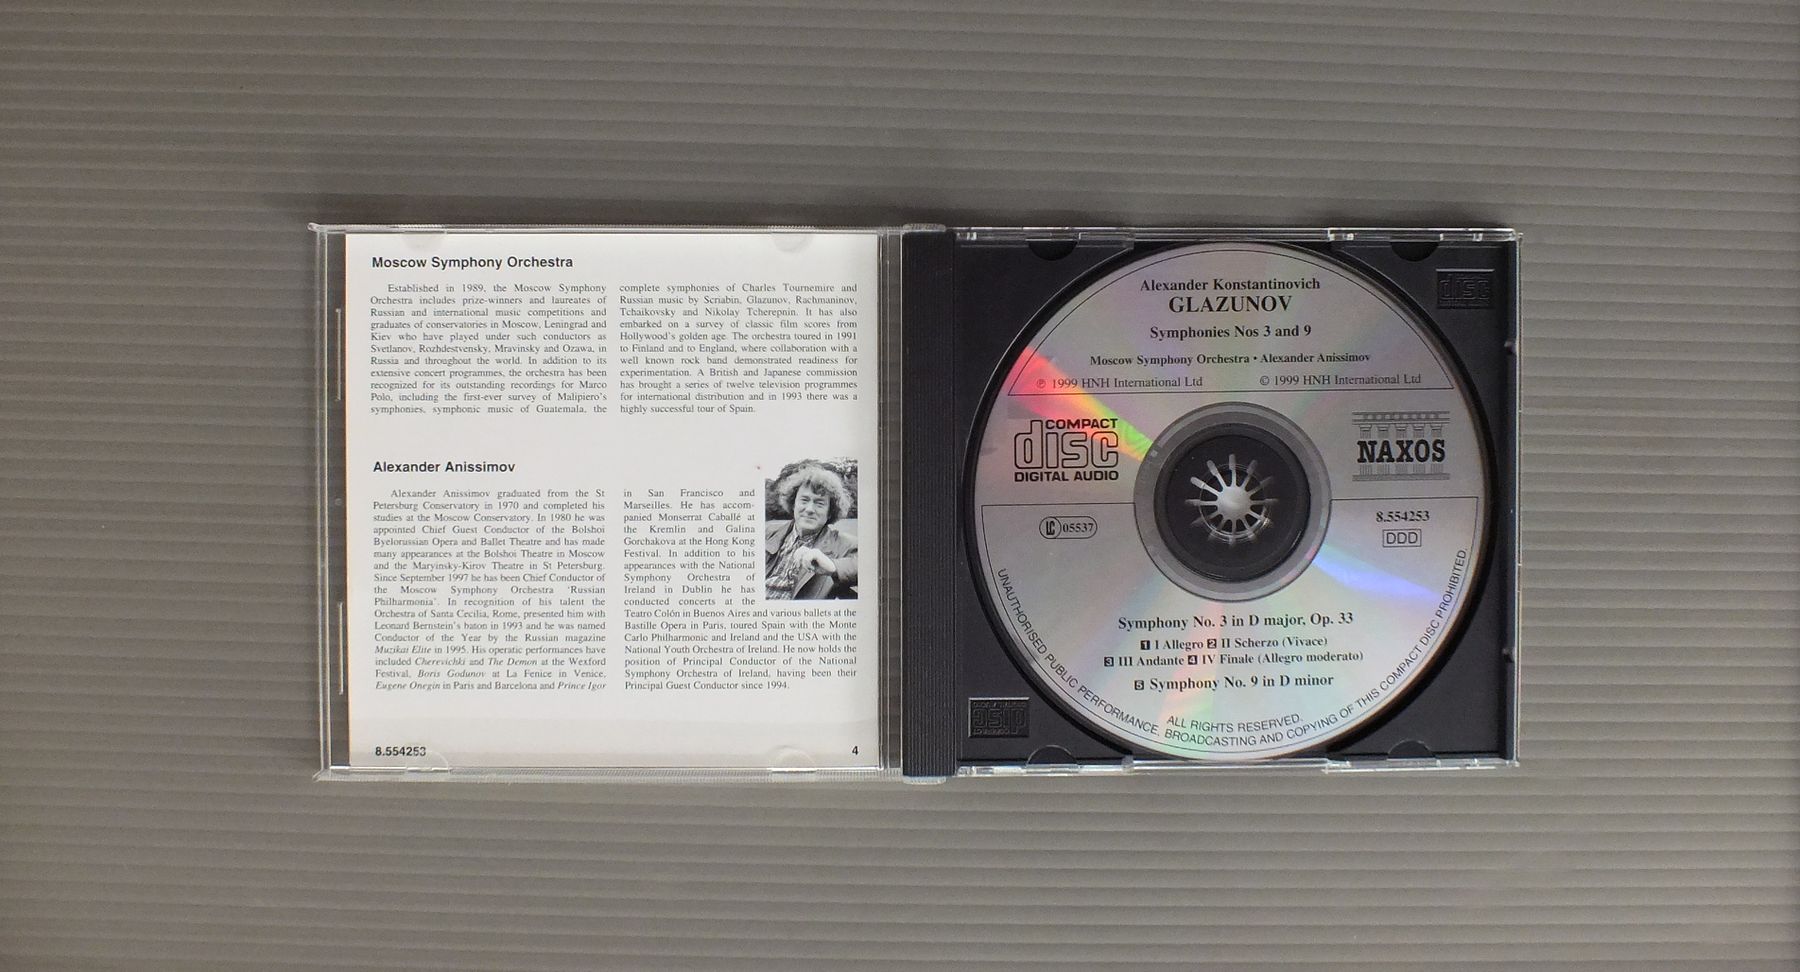 Moscow Symphony Orchestra
Established in 1989, the Moscow Symphony
Orchestra includes prize-winners and laureates of
Russian and international music competitions and
graduates of conservatories in Moscow, Leningrad and
Kiev who have played under such conductors as
Svetlanov, Rozhdestvensky, Mravinsky and Ozawa, in
Russia and throughout the world. In addition to its
extensive concert programmes, the orchestra has been
recognized for its outstanding recordings for Marco
Polo, including the first-ever survey of Malipiero's
symphonies, symphonic music of Guatemala, the
complete symphonies of Charles Tournemire and
Russian music by Scriabin, Glazunov, Rachmaninov,
Tchaikovsky and Nikolay Tcherepnin. It has also
embarked on a survey of classic film scores from
Hollywood's golden age. The orchestra toured in 1991
to Finland and to England, where collaboration with a
well known rock band demonstrated readiness for
experimentation. A British and Japanese commission
has brought a series of twelve television programmes
for international distribution and in 1993 there was a
highly successful tour of Spain.
Alexander Anissimov
Alexander Anissimov graduated from the St
Petersburg Conservatory in 1970 and completed his
studies at the Moscow Conservatory. In 1980 he was
appointed Chief Guest Conductor of the Bolshoi
Byelorussian Opera and Ballet Theatre and has made
many appearances at the Bolshoi Theatre in Moscow
and the Maryinsky-Kirov Theatre in St Petersburg.
Since September 1997 he has been Chief Conductor of
the Moscow Symphony Orchestra 'Russian
Philharmonia'. In recognition of his talent the
Orchestra of Santa Cecilia, Rome, presented him with
Leonard Bernstein's baton in 1993 and he was named
Conductor of the Year by the Russian magazine
Muzikai Elite in 1995. His operatic performances have
included Cherevichki and The Demon at the Wexford
Festival, Boris Godunov at La Fenice in Venice,
Eugene Onegin in Paris and Barcelona and Prince Igor
in San Francisco and
Marseilles. He has accom-
panied Monserrat Caballé at
the Kremlin and Galina
Gorchakova at the Hong Kong
Festival. In addition to his
appearances with the National
Symphony Orchestra of
Ireland in Dublin he has
conducted concerts at the
Teatro Colón in Buenos Aires and various ballets at the
Bastille Opera in Paris, toured Spain with the Monte
Carlo Philharmonic and Ireland and the USA with the
National Youth Orchestra of Ireland. He now holds the
position of Principal Conductor of the National
Symphony Orchestra of Ireland, having been their
Principal Guest Conductor since 1994.
8.554253
4
Alexander Konstantinovich
GLAZUNOV
Symphonies Nos 3 and 9
Moscow Symphony Orchestra • Alexander Anissimov
℗ 1999 HNH International Ltd
© 1999 HNH International Ltd
COMPACT
disc
DIGITAL AUDIO
NAXOS
LC 05537
8.554253
DDD
Symphony No. 3 in D major, Op. 33
1 I Allegro 2 II Scherzo (Vivace)
3 III Andante 4 IV Finale (Allegro moderato)
5 Symphony No. 9 in D minor
ALL RIGHTS RESERVED.
UNAUTHORISED PUBLIC PERFORMANCE, BROADCASTING AND COPYING OF THIS COMPACT DISC PROHIBITED.
disc
disc